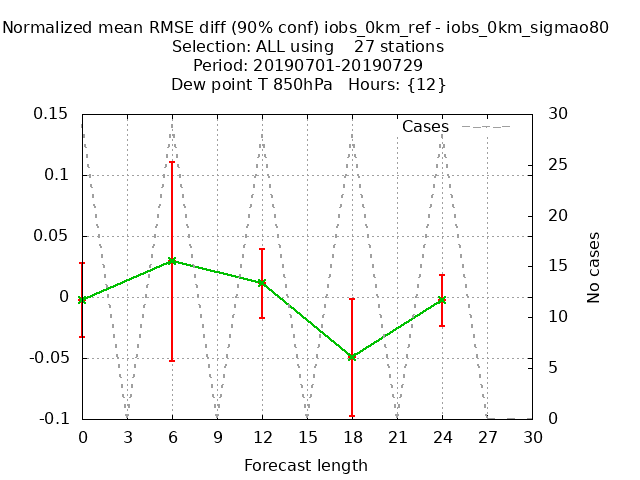 Normalized mean RMSE diff (90% conf) iobs_0km_ref - iobs_0km_sigmao80
Selection: ALL using 27 stations
Period: 20190701-20190729
Dew point T 850hPa Hours: {12}
Cases
0.15
0.1
0.05
0
-0.05
-0.1
30
25
20
15
10
5
0
No cases
0 3 6 9 12 15 18 21 24 27 30
Forecast length